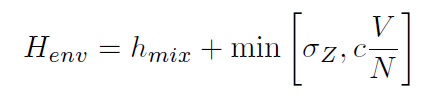 H_{env} = h_{mix} + \min \left[ \sigma_Z, c \frac{V}{N} \right]